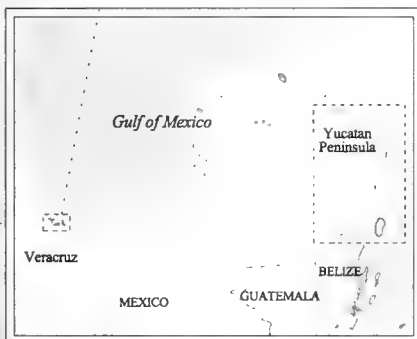 Gulf of Mexico
Yucatan
Peninsula
Veracruz
BELIZE
MEXICO
GUATEMALA